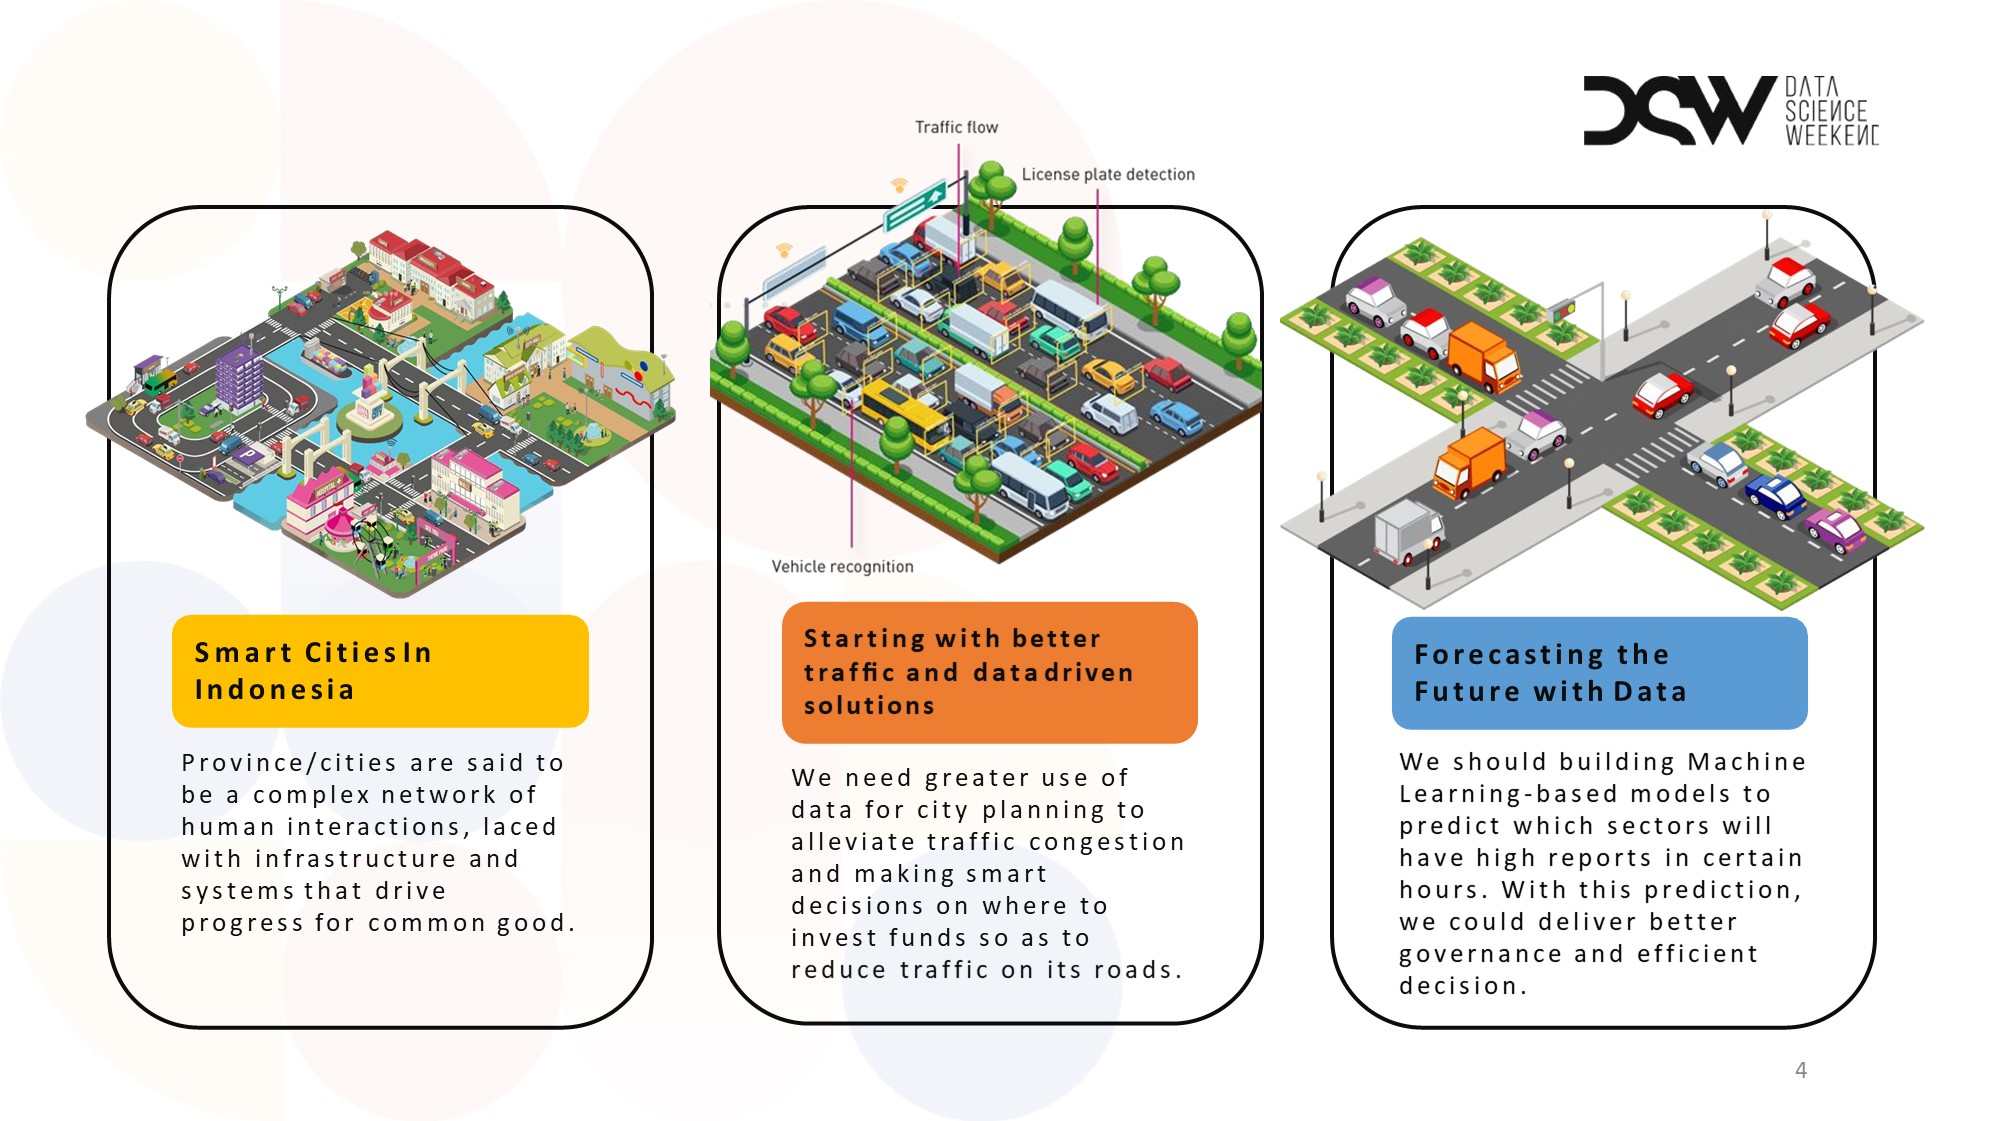 DATA
SCIENCE
WEEKEND
DSW
Traffic flow
License plate detection
Vehicle recognition
HOSPITAL
P
Smart Cities In
Indonesia
Province/cities are said to
be a complex network of
human interactions, laced
with infrastructure and
systems that drive
progress for common good.
Starting with better
traffic and data driven
solutions
We need greater use of
data for city planning to
alleviate traffic congestion
and making smart
decisions on where to
invest funds so as to
reduce traffic on its roads.
Forecasting the
Future with Data
We should building Machine
Learning-based models to
predict which sectors will
have high reports in certain
hours. With this prediction,
we could deliver better
governance and efficient
decision.
4